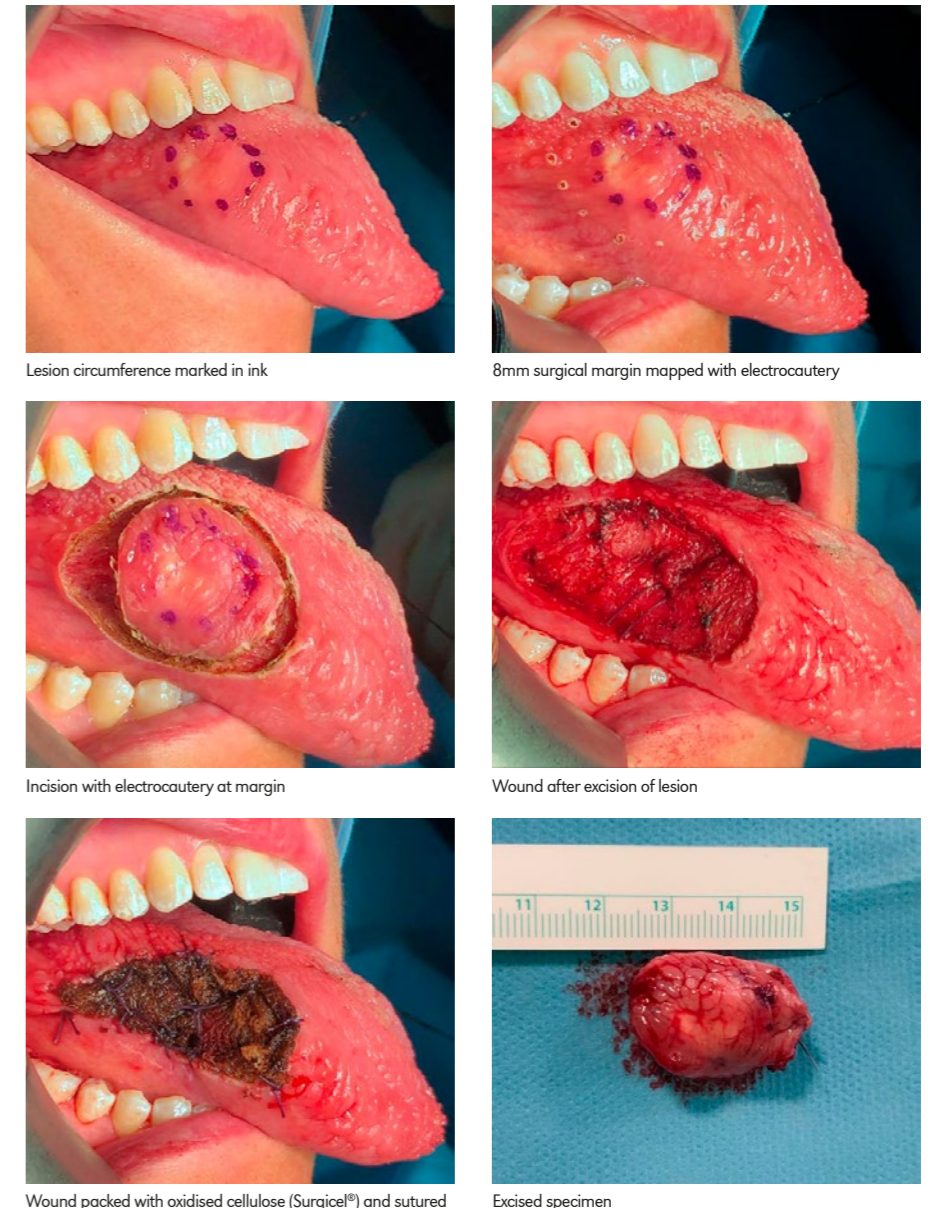 Lesion circumference marked in ink
8mm surgical margin mapped with electrocautery
Incision with electrocautery at margin
Wound after excision of lesion
11 12 13 14 15
Wound packed with oxidised cellulose (Surgicel®) and sutured
Excised specimen